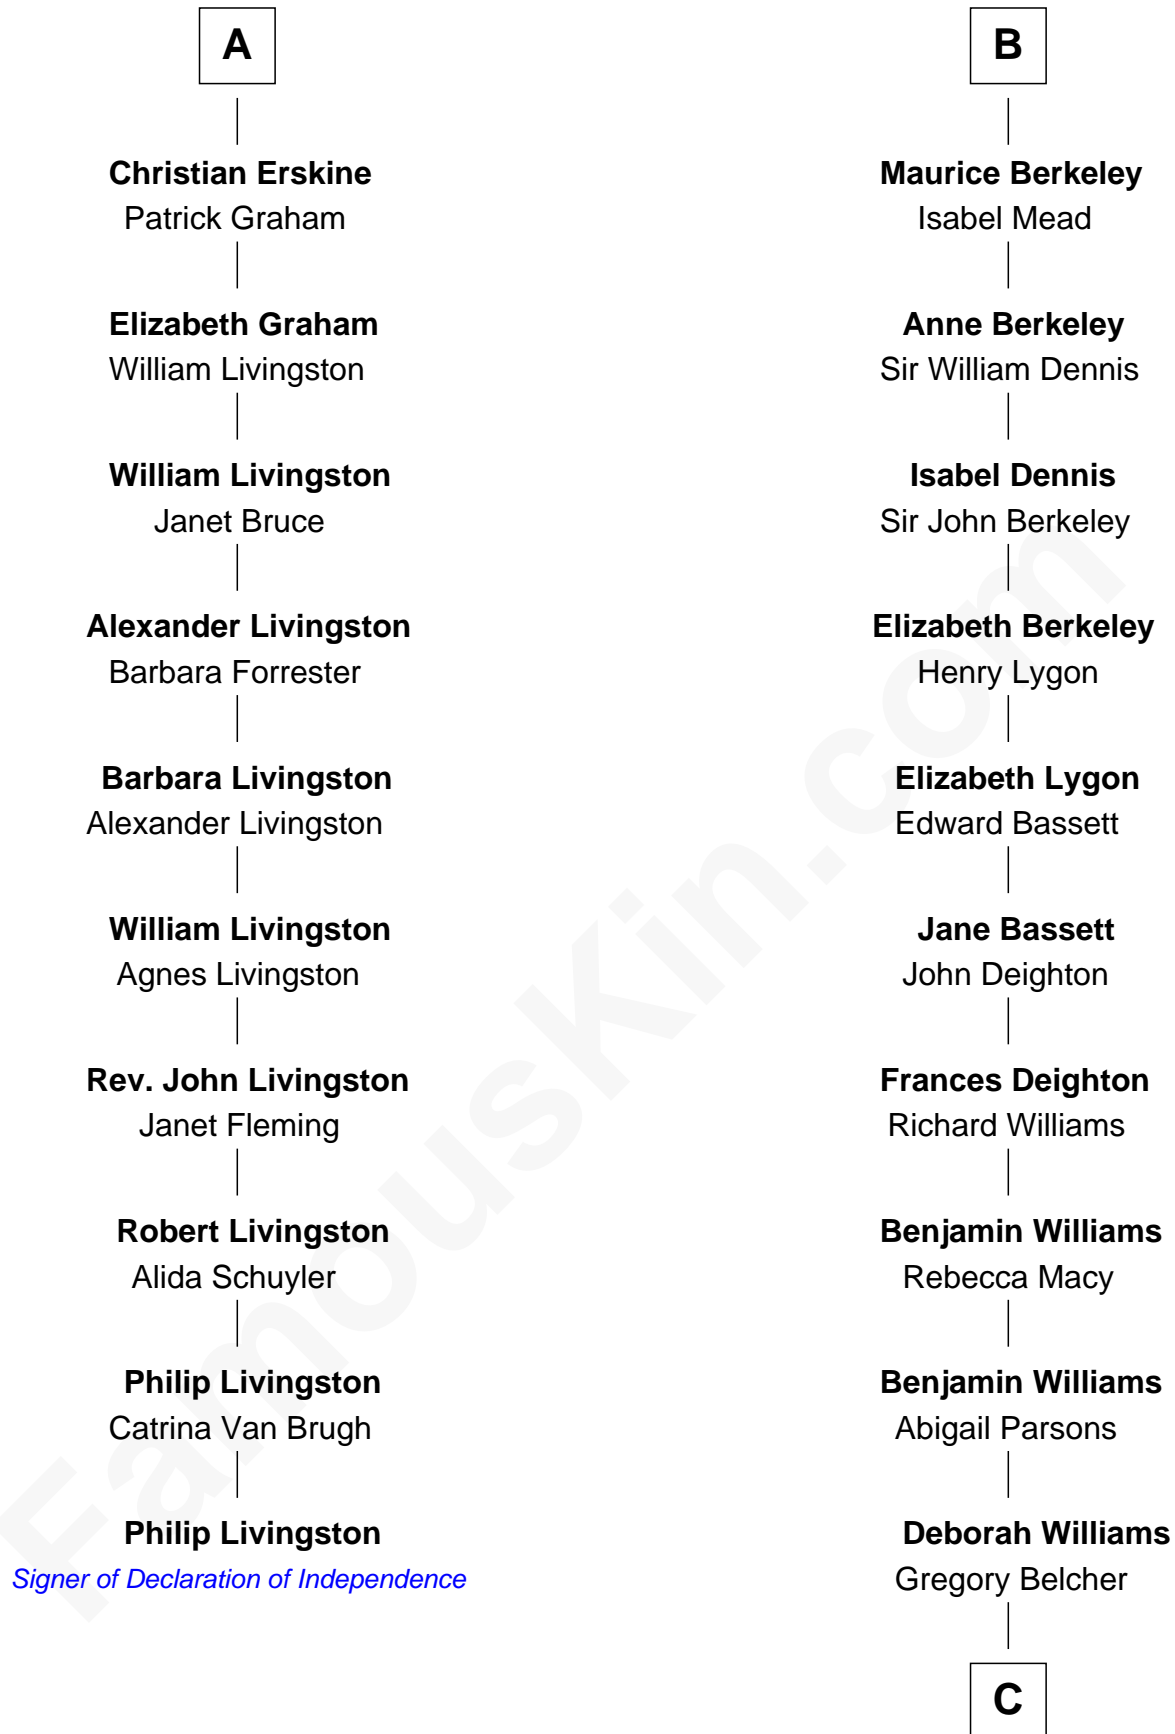 A
Christian Erskine
Patrick Graham
Elizabeth Graham
William Livingston
William Livingston
Janet Bruce
Alexander Livingston
Barbara Forrester
Barbara Livingston
Alexander Livingston
William Livingston
Agnes Livingston
Rev. John Livingston
Janet Fleming
Robert Livingston
Alida Schuyler
Philip Livingston
Catrina Van Brugh
Philip Livingston
Signer of Declaration of Independence
B
Maurice Berkeley
Isabel Mead
Anne Berkeley
Sir William Dennis
Isabel Dennis
Sir John Berkeley
Elizabeth Berkeley
Henry Lygon
Elizabeth Lygon
Edward Bassett
Jane Bassett
John Deighton
Frances Deighton
Richard Williams
Benjamin Williams
Rebecca Macy
Benjamin Williams
Abigail Parsons
Deborah Williams
Gregory Belcher
C
FamousKin.com